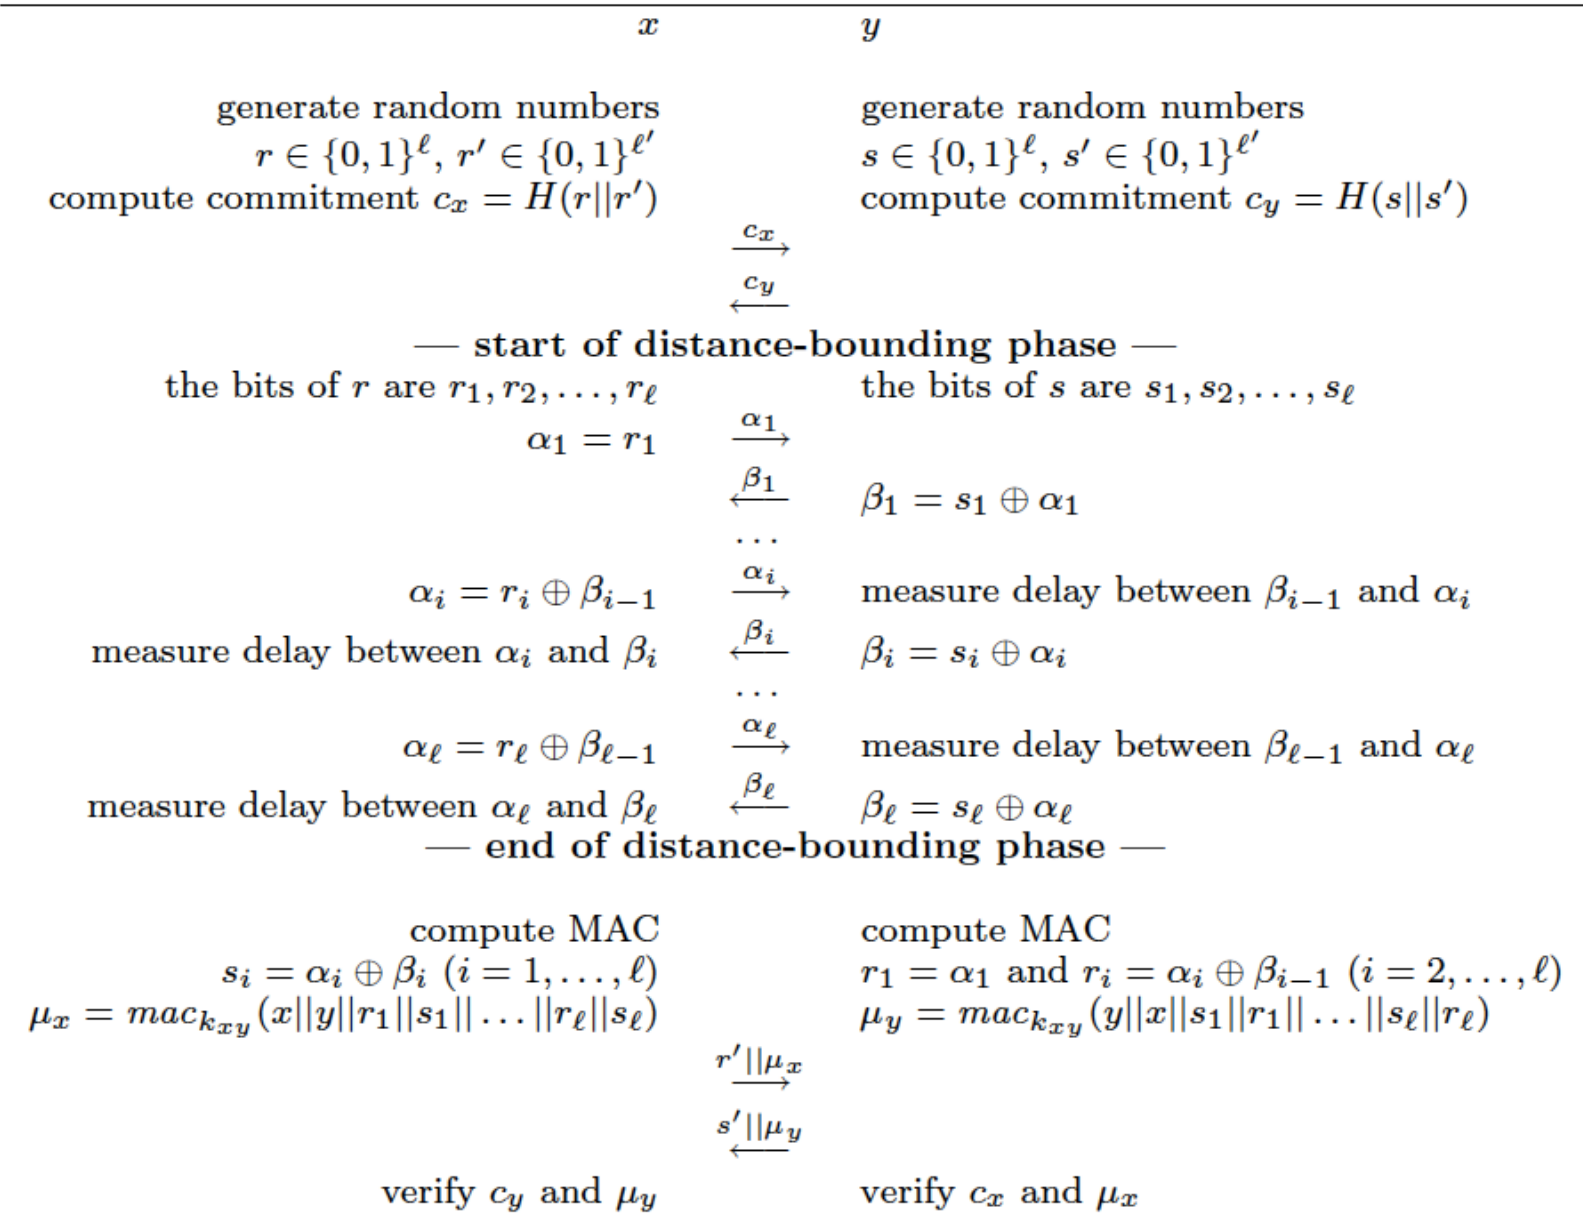 x y
generate random numbers generate random numbers
r ∈ {0, 1}^ℓ, r′ ∈ {0, 1}^ℓ′ s ∈ {0, 1}^ℓ, s′ ∈ {0, 1}^ℓ′
compute commitment c_x = H(r||r′) compute commitment c_y = H(s||s′)
c_x →
c_y ←
— start of distance-bounding phase —
the bits of r are r_1, r_2, . . . , r_ℓ the bits of s are s_1, s_2, . . . , s_ℓ
α_1 = r_1 α_1 →
β_1 ← β_1 = s_1 ⊕ α_1
. . .
α_i = r_i ⊕ β_{i−1} α_i → measure delay between β_{i−1} and α_i
measure delay between α_i and β_i β_i ← β_i = s_i ⊕ α_i
. . .
α_ℓ = r_ℓ ⊕ β_{ℓ−1} α_ℓ → measure delay between β_{ℓ−1} and α_ℓ
measure delay between α_ℓ and β_ℓ β_ℓ ← β_ℓ = s_ℓ ⊕ α_ℓ
— end of distance-bounding phase —
compute MAC compute MAC
s_i = α_i ⊕ β_i (i = 1, . . . , ℓ) r_1 = α_1 and r_i = α_i ⊕ β_{i−1} (i = 2, . . . , ℓ)
μ_x = mac_{k_{xy}}(x||y||r_1||s_1|| . . . ||r_ℓ||s_ℓ) μ_y = mac_{k_{xy}}(y||x||s_1||r_1|| . . . ||s_ℓ||r_ℓ)
r′||μ_x →
s′||μ_y ←
verify c_y and μ_y verify c_x and μ_x